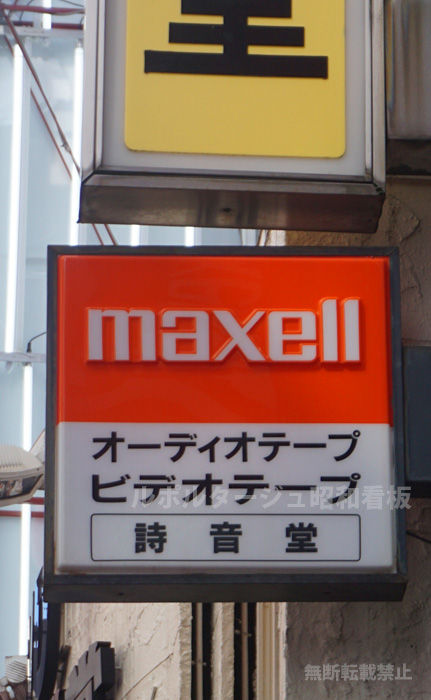 maxell
オーディオテープ
ビデオテープ
ルポルタージュ昭和看板
詩音堂
無断転載禁止